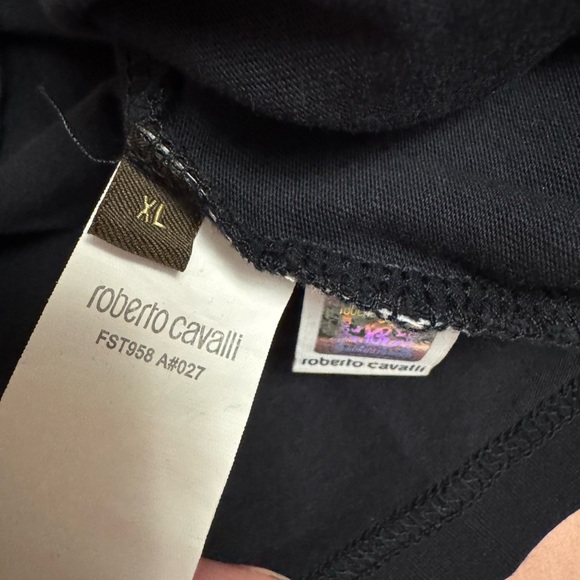 XL
roberto cavalli
FST958 A#027
roberto cavalli